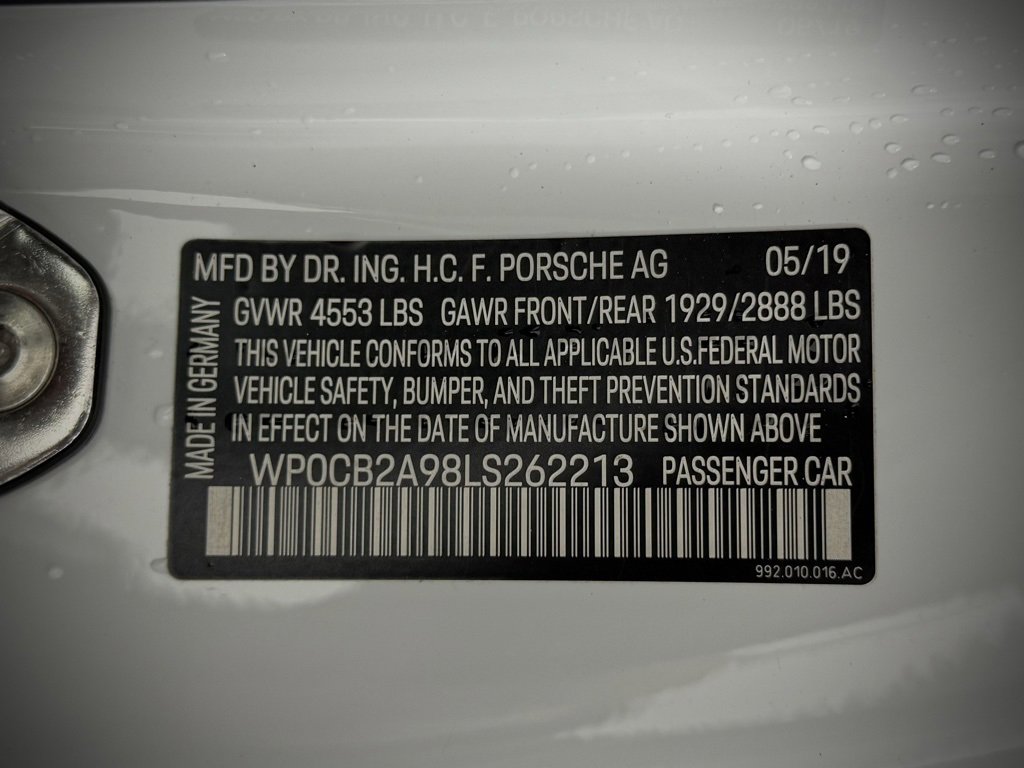 MFD BY DR. ING. H.C. F. PORSCHE AG 05/19
GVWR 4553 LBS GAWR FRONT/REAR 1929/2888 LBS
THIS VEHICLE CONFORMS TO ALL APPLICABLE U.S.FEDERAL MOTOR
VEHICLE SAFETY, BUMPER, AND THEFT PREVENTION STANDARDS
IN EFFECT ON THE DATE OF MANUFACTURE SHOWN ABOVE
WP0CB2A98LS262213 PASSENGER CAR
992.010.016.AC
MADE IN GERMANY